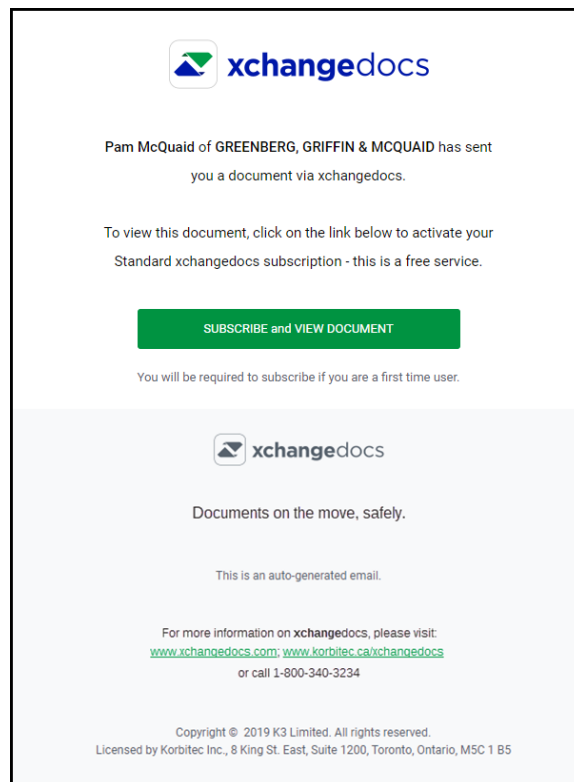 xchangedocs
Pam McQuaid of GREENBERG, GRIFFIN & MCQUAID has sent
you a document via xchangedocs.
To view this document, click on the link below to activate your
Standard xchangedocs subscription - this is a free service.
SUBSCRIBE and VIEW DOCUMENT
You will be required to subscribe if you are a first time user.
xchangedocs
Documents on the move, safely.
This is an auto-generated email.
For more information on xchangedocs, please visit:
www.xchangedocs.com; www.korbitec.ca/xchangedocs
or call 1-800-340-3234
Copyright © 2019 K3 Limited. All rights reserved.
Licensed by Korbitec Inc., 8 King St. East, Suite 1200, Toronto, Ontario, M5C 1 B5